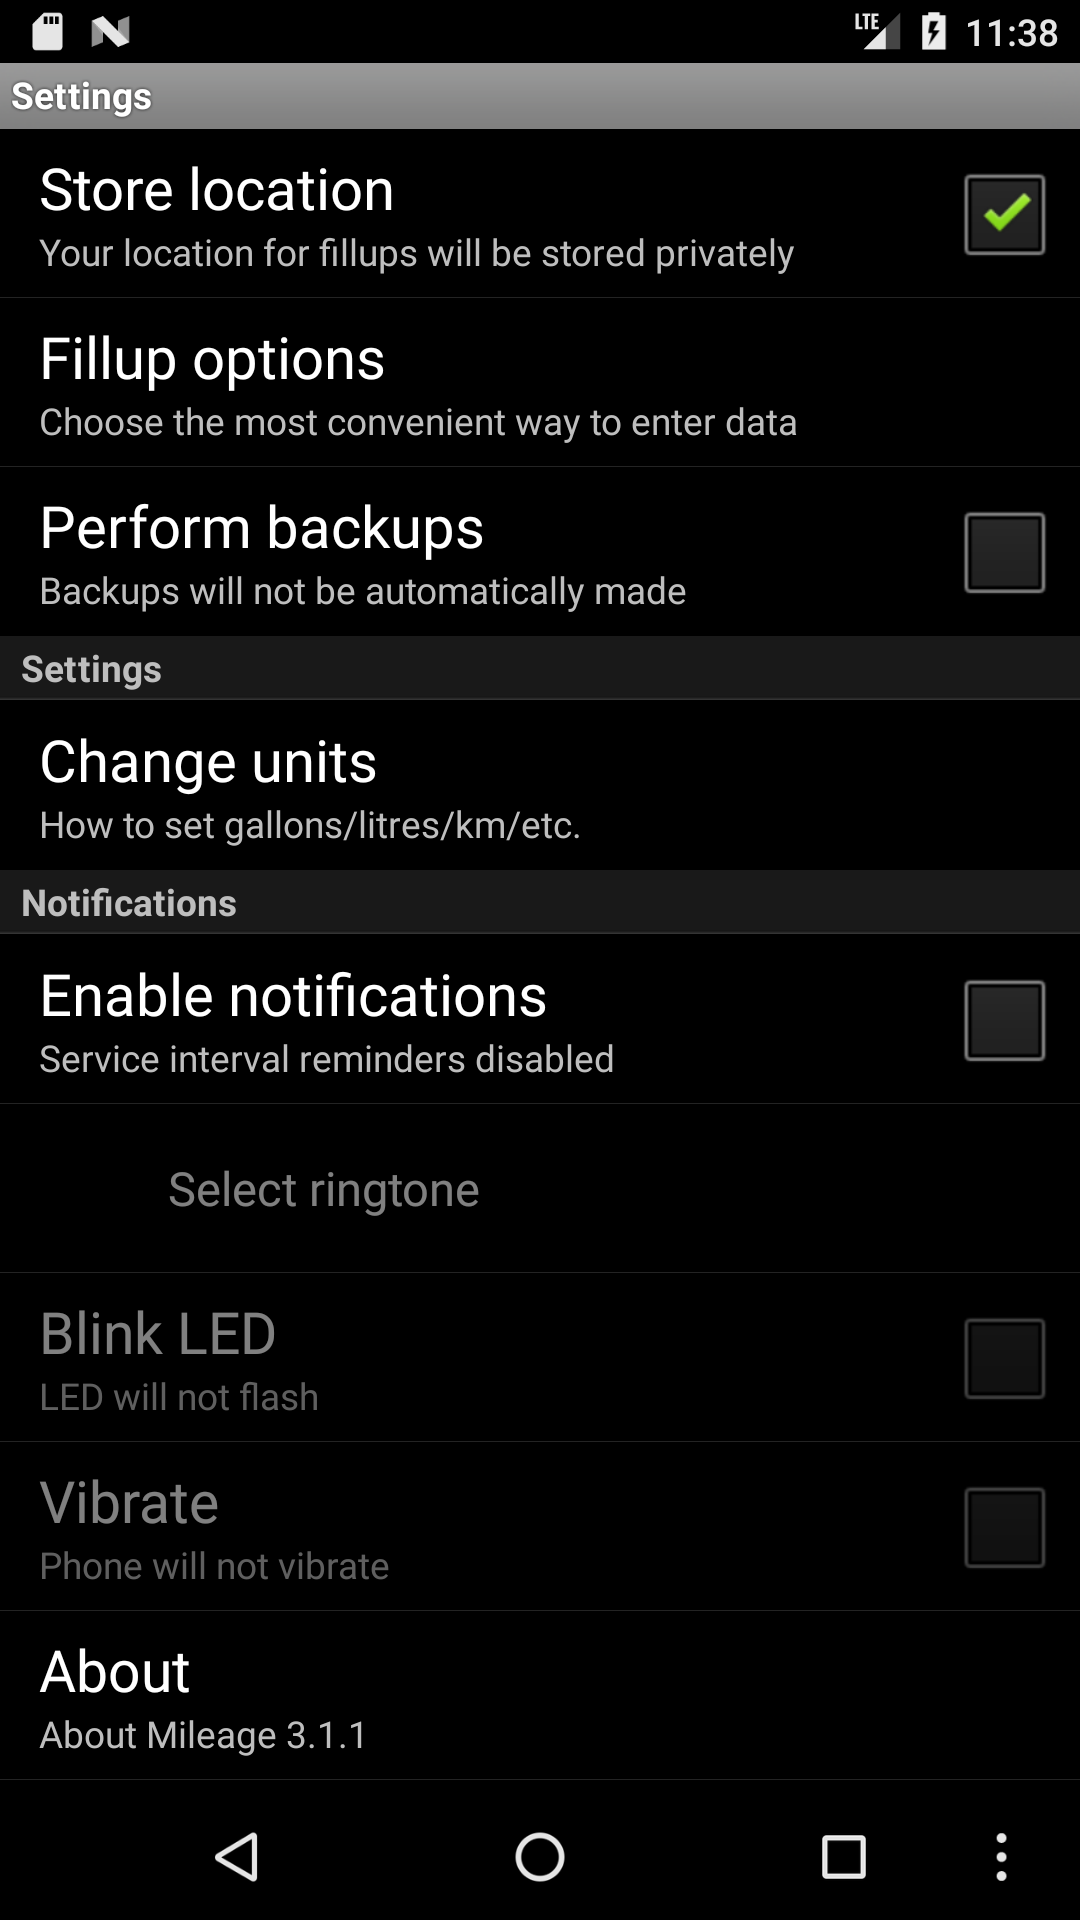 LTE 11:38
Settings
Store location
Your location for fillups will be stored privately
Fillup options
Choose the most convenient way to enter data
Perform backups
Backups will not be automatically made
Settings
Change units
How to set gallons/litres/km/etc.
Notifications
Enable notifications
Service interval reminders disabled
Select ringtone
Blink LED
LED will not flash
Vibrate
Phone will not vibrate
About
About Mileage 3.1.1